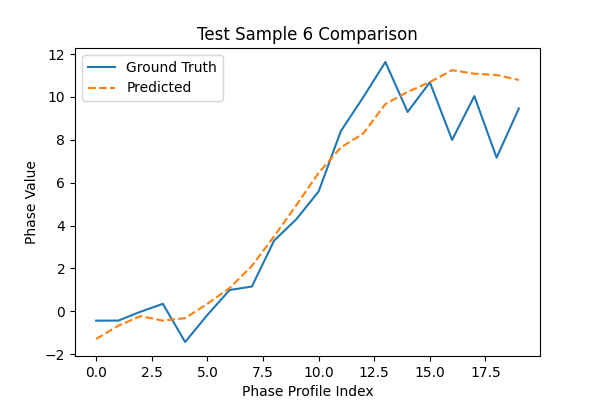 Test Sample 6 Comparison
Ground Truth
Predicted
Phase Value
12
10
8
6
4
2
0
−2
0.0 2.5 5.0 7.5 10.0 12.5 15.0 17.5
Phase Profile Index